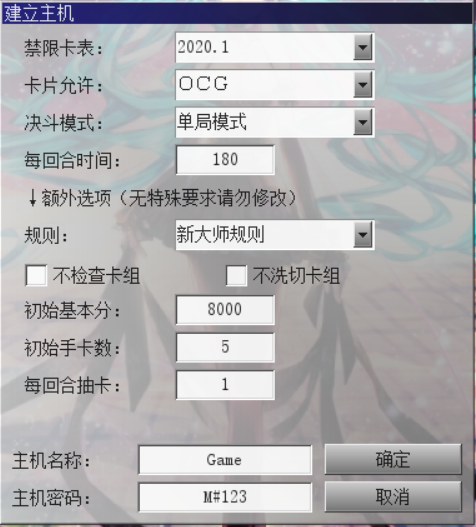 建立主机
禁限卡表： 2020.1
卡片允许： OCG
决斗模式： 单局模式
每回合时间： 180
↓额外选项（无特殊要求请勿修改）
规则： 新大师规则
不检查卡组 不洗切卡组
初始基本分： 8000
初始手卡数： 5
每回合抽卡： 1
主机名称： Game 确定
主机密码： M#123 取消